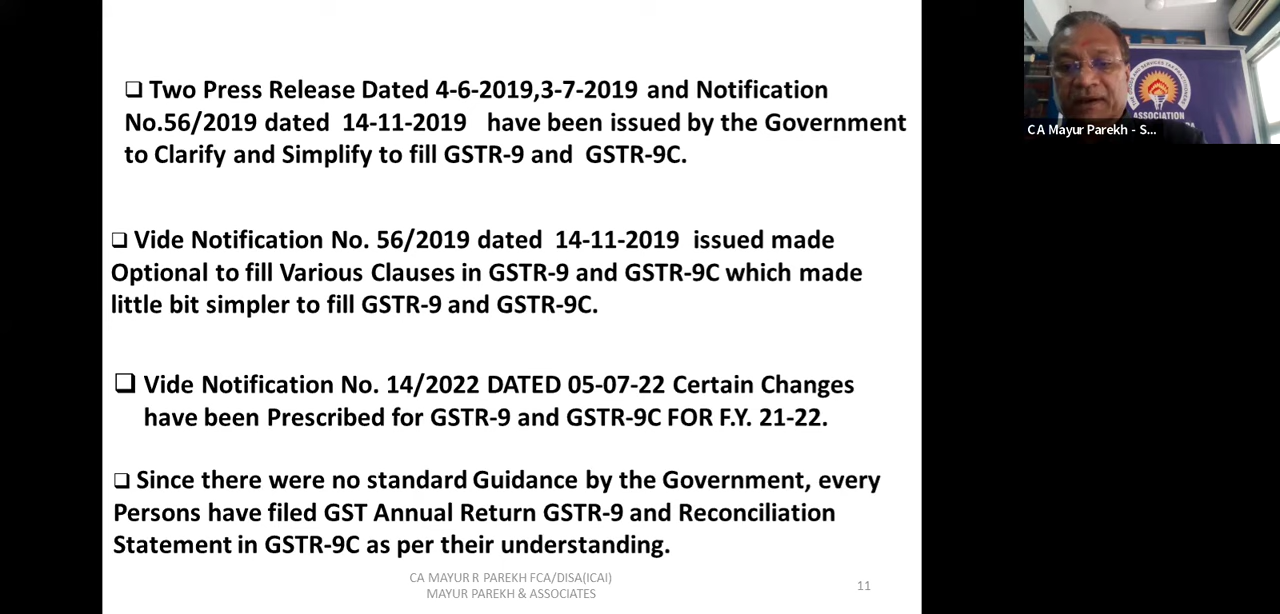 ❑ Two Press Release Dated 4-6-2019,3-7-2019 and Notification
No.56/2019 dated 14-11-2019 have been issued by the Government
to Clarify and Simplify to fill GSTR-9 and GSTR-9C.
❑ Vide Notification No. 56/2019 dated 14-11-2019 issued made
Optional to fill Various Clauses in GSTR-9 and GSTR-9C which made
little bit simpler to fill GSTR-9 and GSTR-9C.
❑ Vide Notification No. 14/2022 DATED 05-07-22 Certain Changes
have been Prescribed for GSTR-9 and GSTR-9C FOR F.Y. 21-22.
❑ Since there were no standard Guidance by the Government, every
Persons have filed GST Annual Return GSTR-9 and Reconciliation
Statement in GSTR-9C as per their understanding.
CA MAYUR R PAREKH FCA/DISA(ICAI)
MAYUR PAREKH & ASSOCIATES
11
ASSOCIATION
CA Mayur Parekh - S...